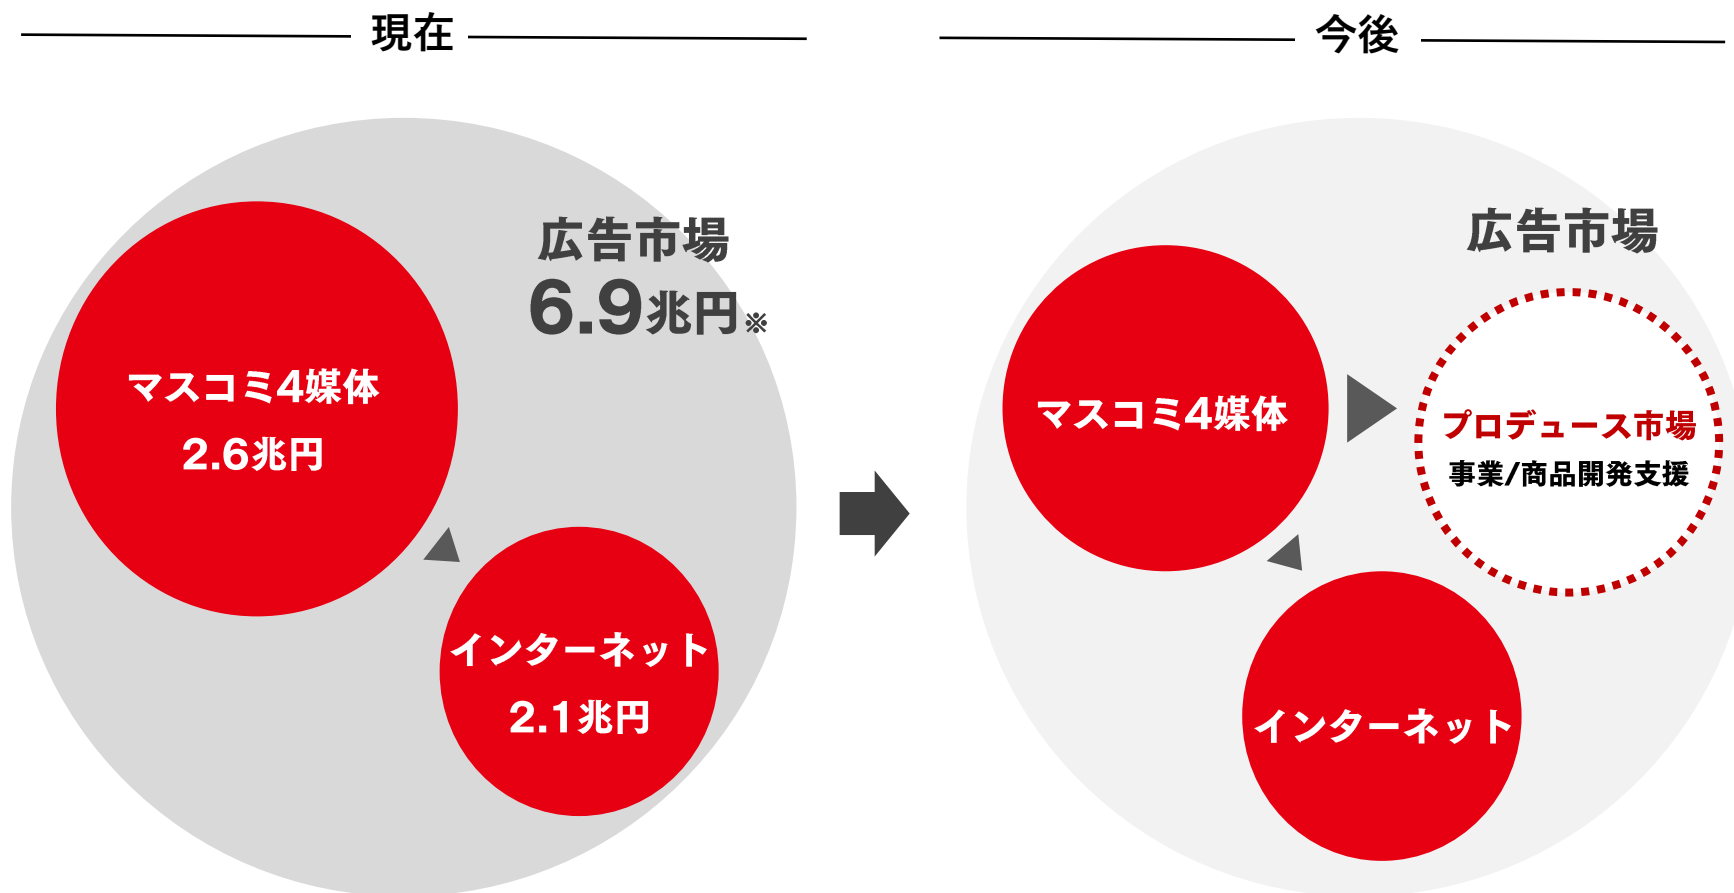 現在
広告市場
6.9兆円※
マスコミ4媒体
2.6兆円
インターネット
2.1兆円
今後
広告市場
マスコミ4媒体
プロデュース市場
事業/商品開発支援
インターネット